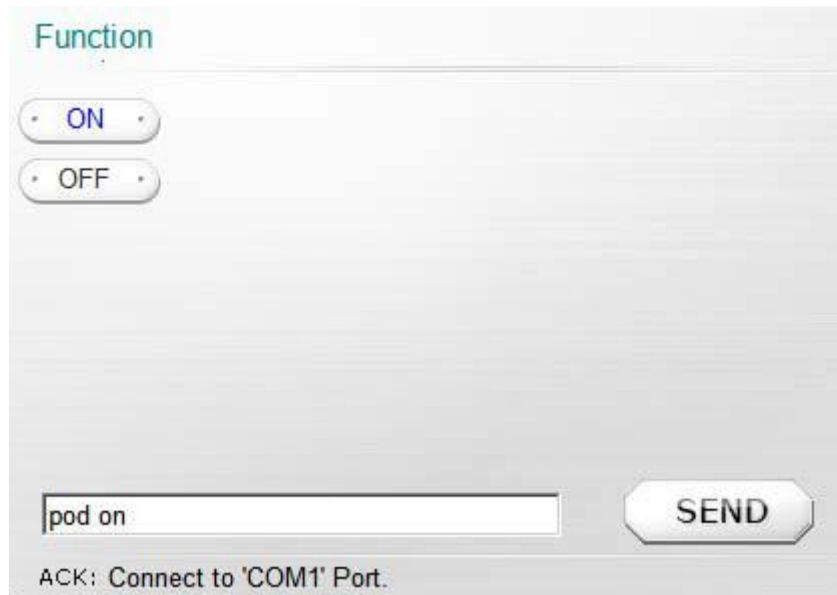 Function
ON
OFF
pod on
SEND
ACK: Connect to 'COM1' Port.